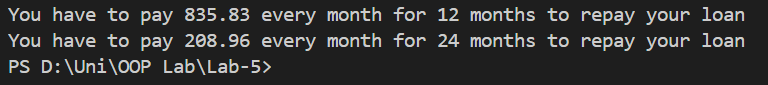 You have to pay 835.83 every month for 12 months to repay your loan
You have to pay 208.96 every month for 24 months to repay your loan
PS D:\Uni\OOP Lab\Lab-5>